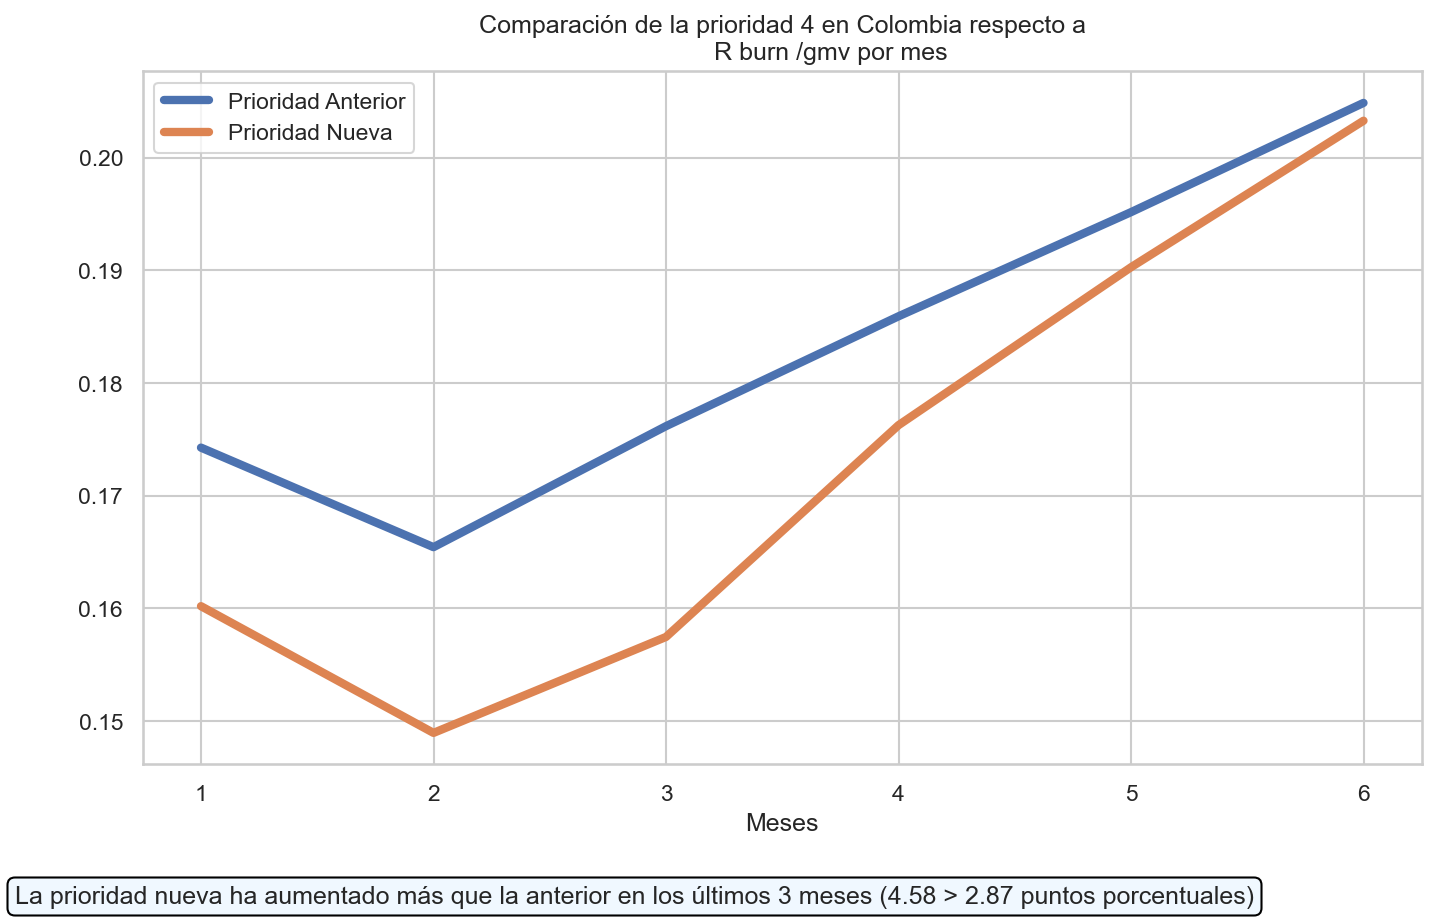 Comparación de la prioridad 4 en Colombia respecto a
R burn /gmv por mes
Prioridad Anterior
Prioridad Nueva
0.20
0.19
0.18
0.17
0.16
0.15
1 2 3 4 5 6
Meses
La prioridad nueva ha aumentado más que la anterior en los últimos 3 meses (4.58 > 2.87 puntos porcentuales)